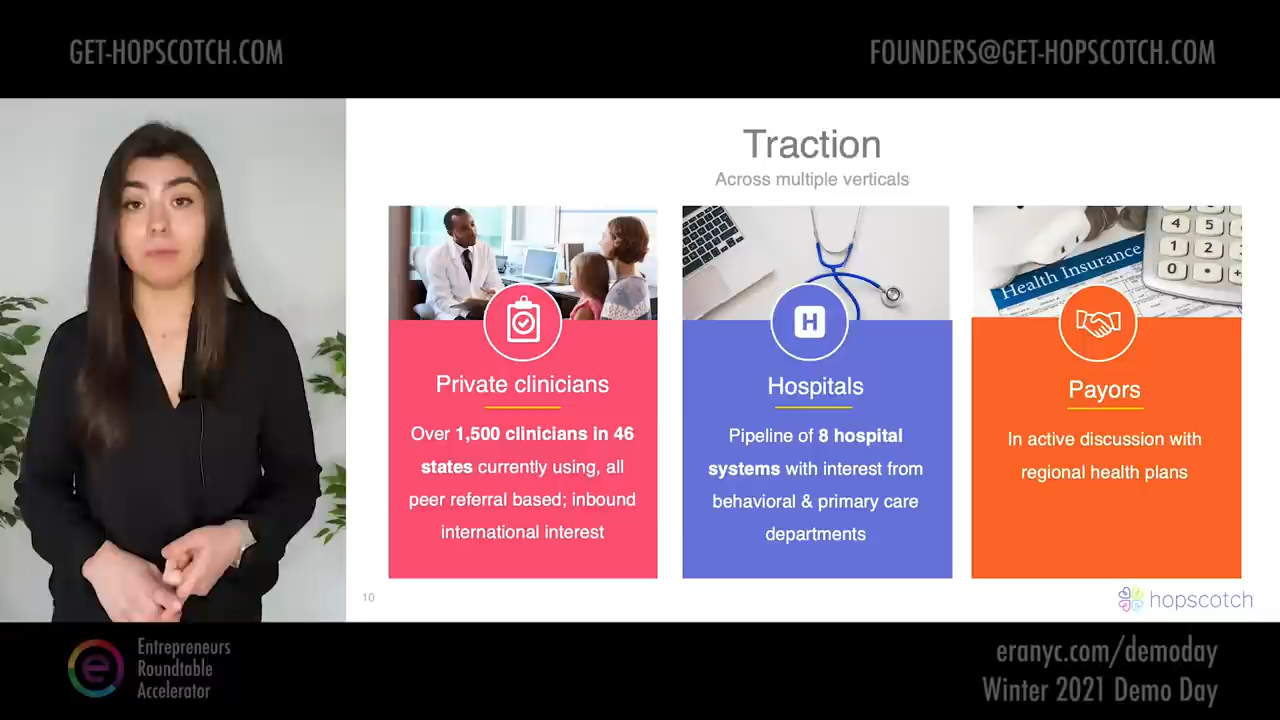 GET-HOPSCOTCH.COM
FOUNDERS@GET-HOPSCOTCH.COM
Traction
Across multiple verticals
Health Insurance
4 5
1 2
0 • +
H
Private clinicians
Over 1,500 clinicians in 46
states currently using, all
peer referral based; inbound
international interest
Hospitals
Pipeline of 8 hospital
systems with interest from
behavioral & primary care
departments
Payors
In active discussion with
regional health plans
10
hopscotch
e
Entrepreneurs
Roundtable
Accelerator
eranyc.com/demoday
Winter 2021 Demo Day